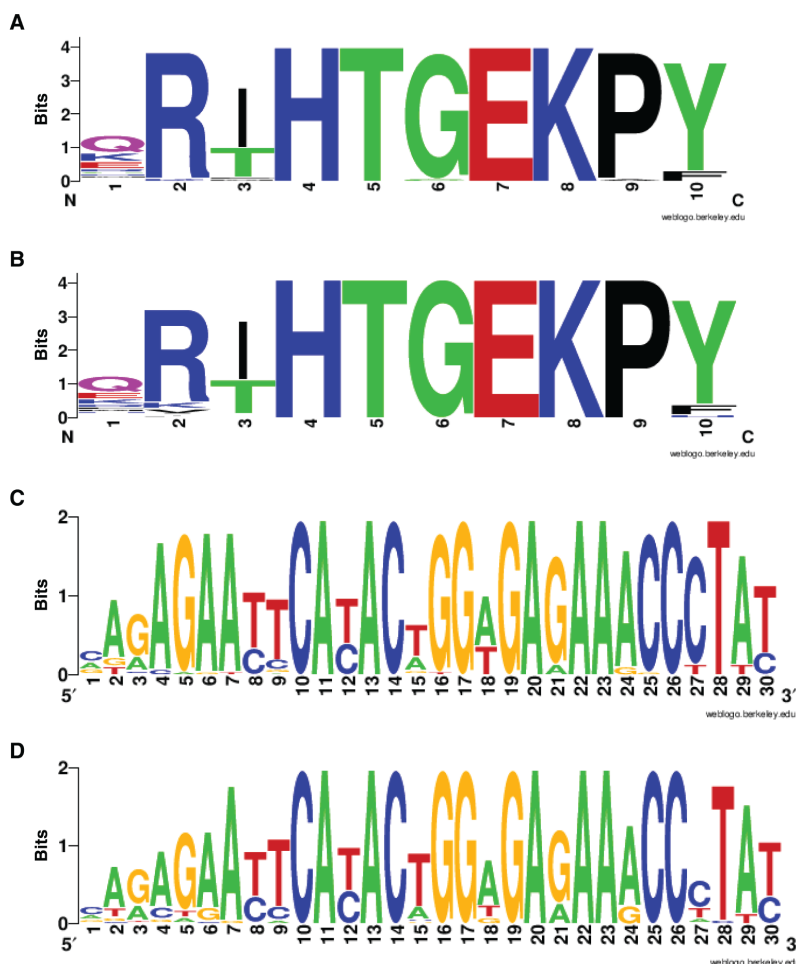 A
4
3
2
1
0
Bits
Q R I H T G E K P Y
K T F
1 2 3 4 5 6 7 8 9 10
N C
weblogo.berkeley.edu
B
4
3
2
1
0
Bits
Q R I H T G E K P Y
K K T F
1 2 3 4 5 6 7 8 9 10
N C
weblogo.berkeley.edu
C
2
1
0
Bits
C A G A G A A T T C A T A C T G G A G A G A A A C C C T A T
A G A C C C A T A G T T C
T
1 2 3 4 5 6 7 8 9 10 11 12 13 14 15 16 17 18 19 20 21 22 23 24 25 26 27 28 29 30
5′ 3′
weblogo.berkeley.edu
D
2
1
0
Bits
C A G A G A A T T C A T A C T G G A G A G A A A C C C T A T
A T A C T G C C C A T A G T T C
1 2 3 4 5 6 7 8 9 10 11 12 13 14 15 16 17 18 19 20 21 22 23 24 25 26 27 28 29 30
5′ 3
weblogo.berkeley.edu